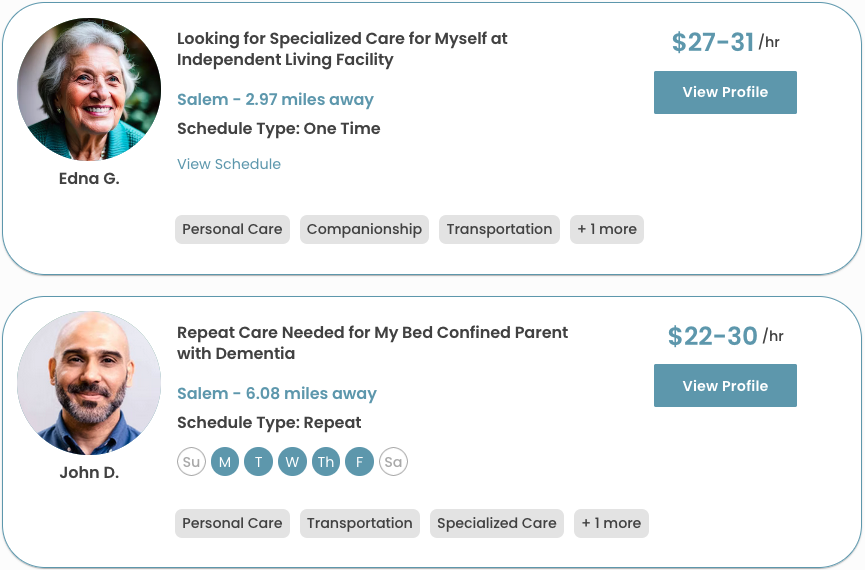 Looking for Specialized Care for Myself at
Independent Living Facility
$27-31 /hr
Salem - 2.97 miles away
View Profile
Schedule Type: One Time
View Schedule
Edna G.
Personal Care Companionship Transportation + 1 more
Repeat Care Needed for My Bed Confined Parent
with Dementia
$22-30 /hr
Salem - 6.08 miles away
View Profile
Schedule Type: Repeat
Su M T W Th F Sa
John D.
Personal Care Transportation Specialized Care + 1 more